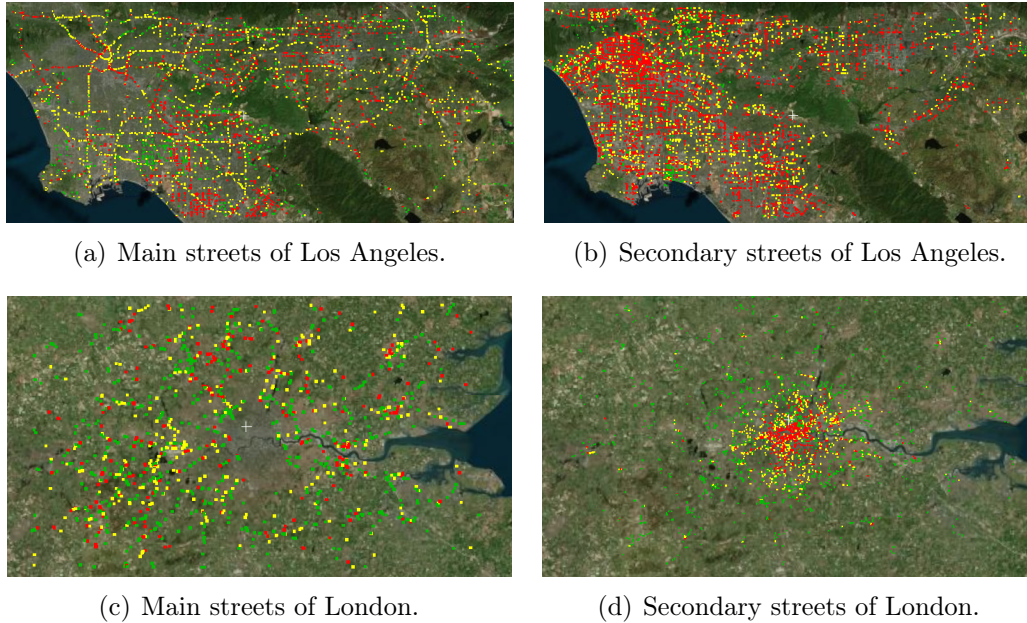 (a) Main streets of Los Angeles.
(b) Secondary streets of Los Angeles.
(c) Main streets of London.
(d) Secondary streets of London.